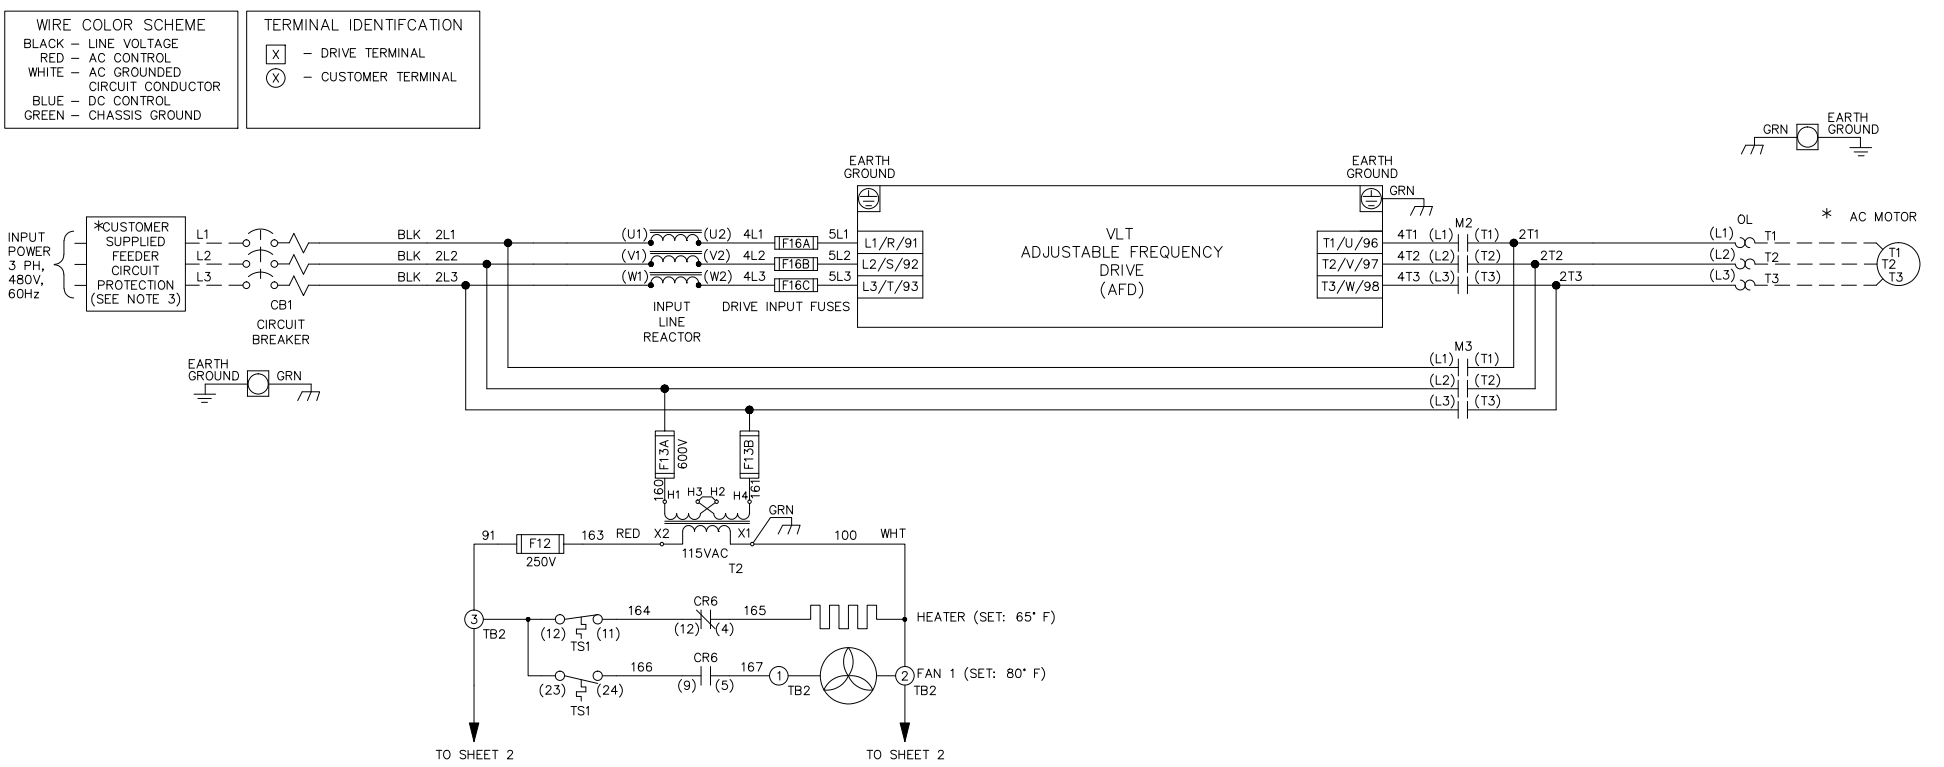 WIRE COLOR SCHEME
BLACK – LINE VOLTAGE
RED – AC CONTROL
WHITE – AC GROUNDED
CIRCUIT CONDUCTOR
BLUE – DC CONTROL
GREEN – CHASSIS GROUND
TERMINAL IDENTIFCATION
X – DRIVE TERMINAL
X – CUSTOMER TERMINAL
EARTH
GROUND
GRN
INPUT
POWER
3 PH,
480V,
60Hz
*CUSTOMER
SUPPLIED
FEEDER
CIRCUIT
PROTECTION
(SEE NOTE 3)
L1
L2
L3
CB1
CIRCUIT
BREAKER
BLK 2L1
BLK 2L2
BLK 2L3
(U1) (U2) 4L1 F16A 5L1
(V1) (V2) 4L2 F16B 5L2
(W1) (W2) 4L3 F16C 5L3
INPUT
LINE
REACTOR
DRIVE INPUT FUSES
EARTH
GROUND
L1/R/91
L2/S/92
L3/T/93
VLT
ADJUSTABLE FREQUENCY
DRIVE
(AFD)
EARTH
GROUND
GRN
T1/U/96
T2/V/97
T3/W/98
M2
4T1 (L1) (T1) 2T1
4T2 (L2) (T2) 2T2
4T3 (L3) (T3) 2T3
OL
(L1) T1
(L2) T2
(L3) T3
* AC MOTOR
T1
T2
T3
M3
(L1) (T1)
(L2) (T2)
(L3) (T3)
EARTH
GROUND
GRN
F13A
600V
F13B
160
161
H1 H3 H2 H4
GRN
91 F12 163 RED X2 X1 100 WHT
250V
115VAC
T2
3
TB2
(12) (11)
TS1
164
CR6
(12) (4)
165
HEATER (SET: 65° F)
(23) (24)
TS1
166
CR6
(9) (5)
167
1
TB2
2
TB2
FAN 1 (SET: 80° F)
TO SHEET 2
TO SHEET 2